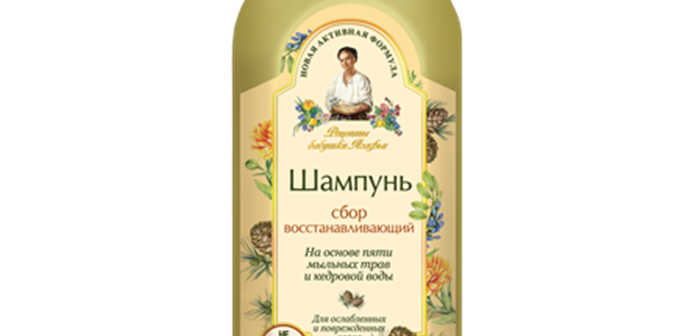 НОВАЯ АКТИВНАЯ ФОРМУЛА
Рецепты
бабушки Агафьи
Шампунь
сбор
восстанавливающий
На основе пяти
мыльных трав
и кедровой воды
Для ослабленных
и поврежденных
НЕ